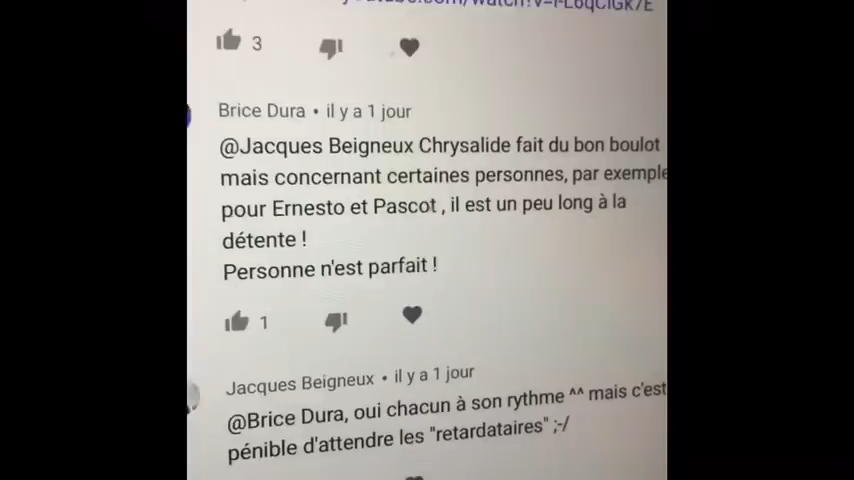 3
Brice Dura • il y a 1 jour
@Jacques Beigneux Chrysalide fait du bon boulot
mais concernant certaines personnes, par exemple
pour Ernesto et Pascot , il est un peu long à la
détente !
Personne n'est parfait !
1
Jacques Beigneux • il y a 1 jour
@Brice Dura, oui chacun à son rythme ^^ mais c'est
pénible d'attendre les "retardataires" ;-/